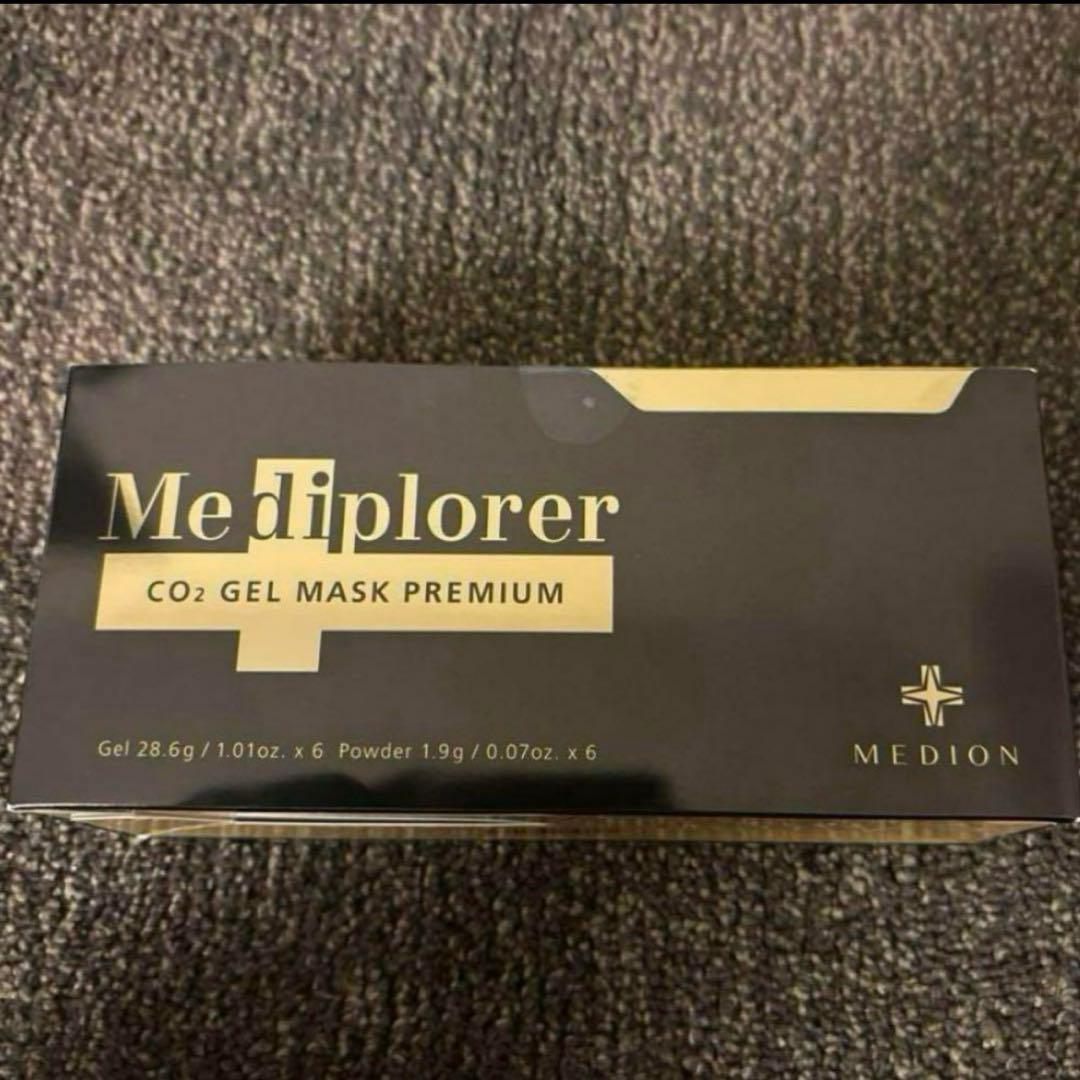 Mediplorer
CO₂ GEL MASK PREMIUM
Gel 28.6g / 1.01oz. x 6 Powder 1.9g / 0.07oz. x 6
MEDION